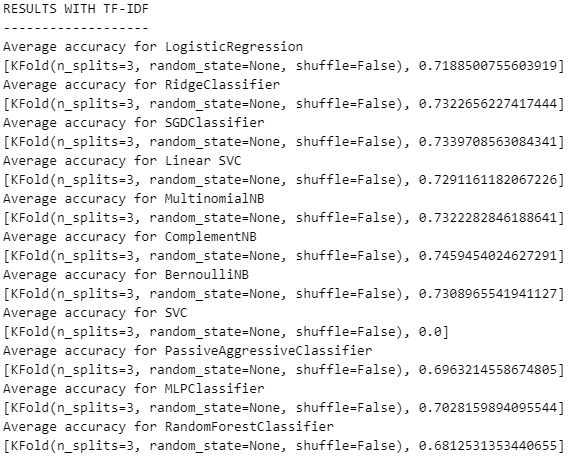 RESULTS WITH TF-IDF
-------------------
Average accuracy for LogisticRegression
[KFold(n_splits=3, random_state=None, shuffle=False), 0.7188500755603919]
Average accuracy for RidgeClassifier
[KFold(n_splits=3, random_state=None, shuffle=False), 0.7322656227417444]
Average accuracy for SGDClassifier
[KFold(n_splits=3, random_state=None, shuffle=False), 0.7339708563084341]
Average accuracy for Linear SVC
[KFold(n_splits=3, random_state=None, shuffle=False), 0.7291161182067226]
Average accuracy for MultinomialNB
[KFold(n_splits=3, random_state=None, shuffle=False), 0.7322282846188641]
Average accuracy for ComplementNB
[KFold(n_splits=3, random_state=None, shuffle=False), 0.7459454024627291]
Average accuracy for BernoulliNB
[KFold(n_splits=3, random_state=None, shuffle=False), 0.7308965541941127]
Average accuracy for SVC
[KFold(n_splits=3, random_state=None, shuffle=False), 0.0]
Average accuracy for PassiveAggressiveClassifier
[KFold(n_splits=3, random_state=None, shuffle=False), 0.6963214558674805]
Average accuracy for MLPClassifier
[KFold(n_splits=3, random_state=None, shuffle=False), 0.7028159894095544]
Average accuracy for RandomForestClassifier
[KFold(n_splits=3, random_state=None, shuffle=False), 0.6812531353440655]